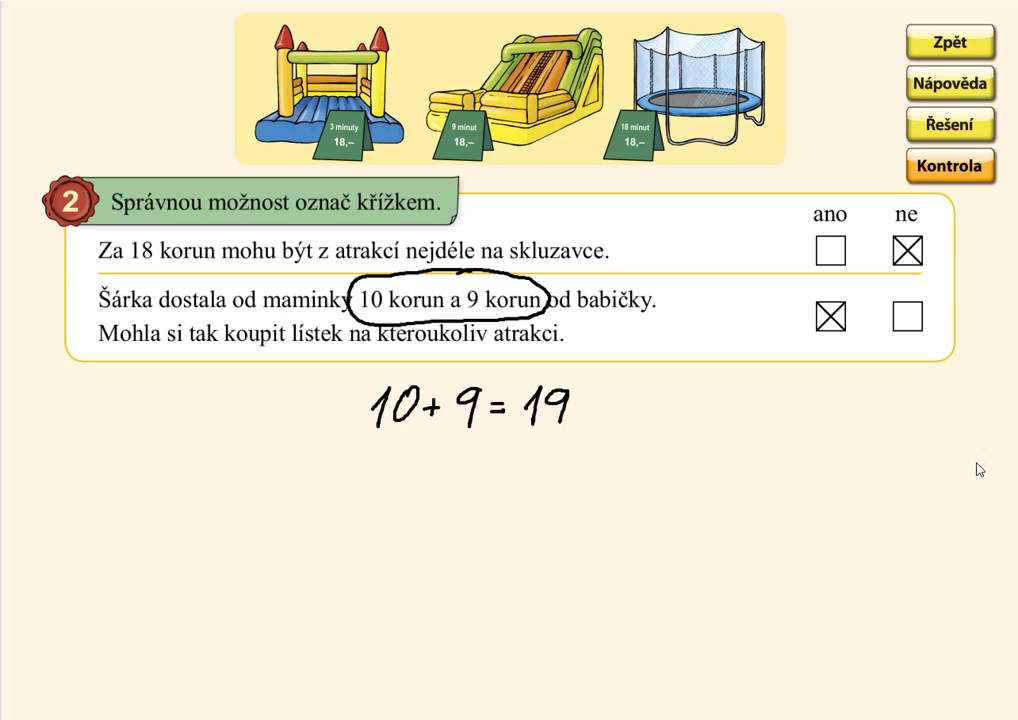 3 minuty
18,–
9 minut
18,–
18 minut
18,–
Zpět
Nápověda
Řešení
Kontrola
2 Správnou možnost označ křížkem.
ano ne
Za 18 korun mohu být z atrakcí nejdéle na skluzavce.
Šárka dostala od maminky 10 korun a 9 korun od babičky.
Mohla si tak koupit lístek na kteroukoliv atrakci.
10 + 9 = 19